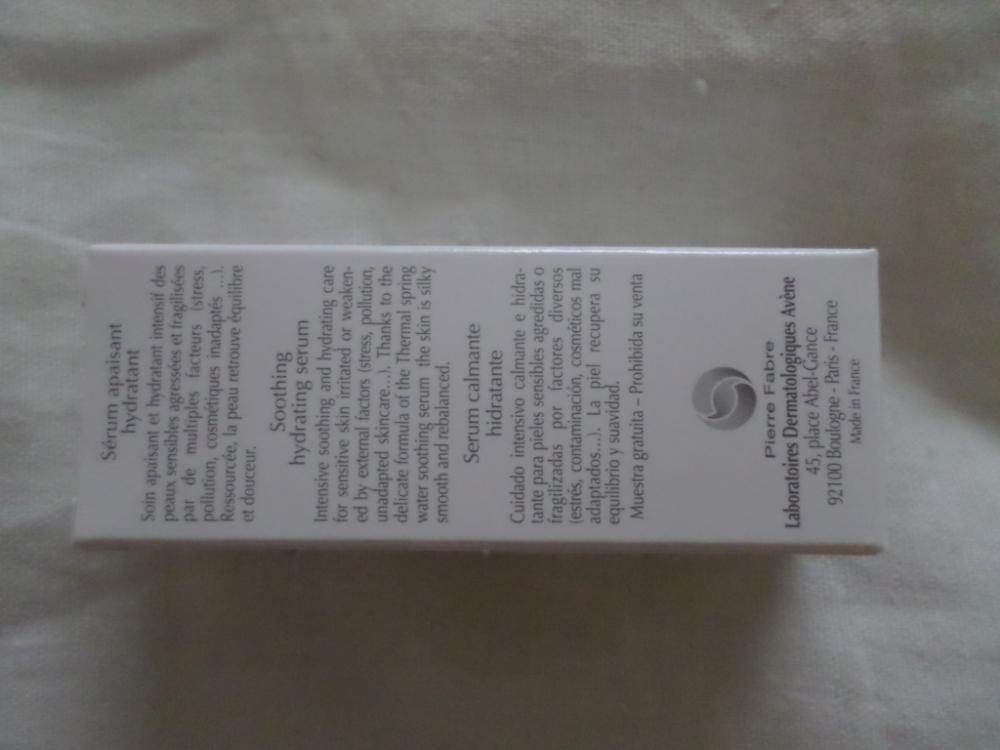 Sérum apaisant
hydratant
Soin apaisant et hydratant intensif des
peaux sensibles agressées et fragilisées
par de multiples facteurs (stress,
pollution, cosmétiques inadaptés ...).
Ressourcée, la peau retrouve équilibre
et douceur.
Soothing
hydrating serum
Intensive soothing and hydrating care
for sensitive skin irritated or weaken-
ed by external factors (stress, pollution,
unadapted skincare...). Thanks to the
delicate formula of the Thermal spring
water soothing serum the skin is silky
smooth and rebalanced.
Serum calmante
hidratante
Cuidado intensivo calmante e hidra-
tante para pieles sensibles agredidas o
fragilizadas por factores diversos
(estrés, contaminación, cosméticos mal
adaptados...). La piel recupera su
equilibrio y suavidad.
Muestra gratuita – Prohibida su venta
Pierre Fabre
Laboratoires Dermatologiques Avène
45, place Abel-Gance
92100 Boulogne - Paris - France
Made in France